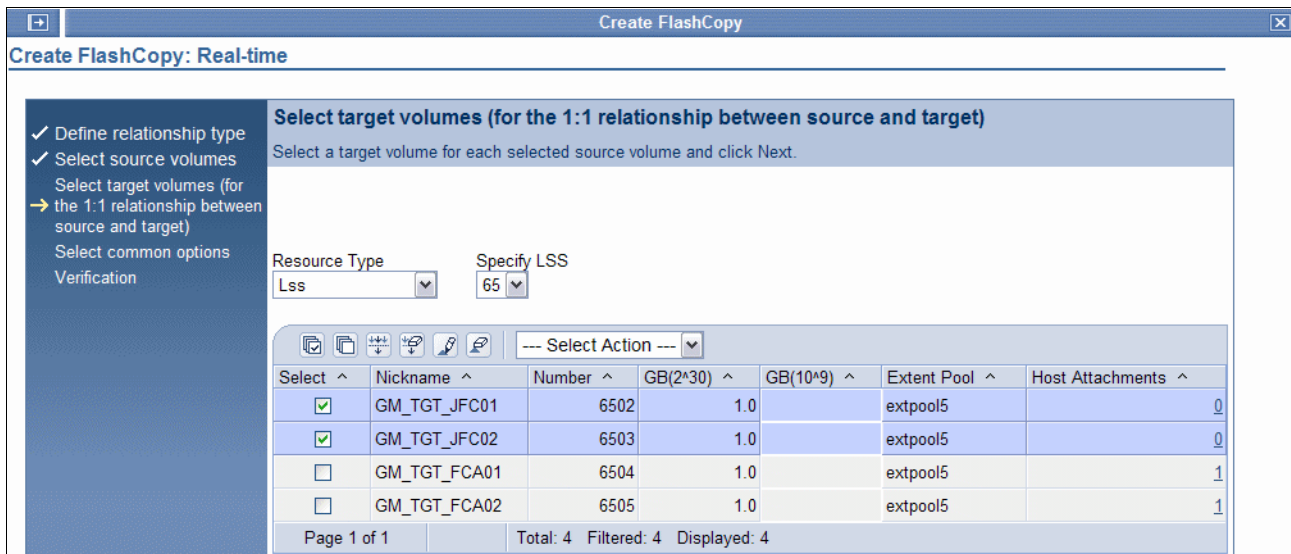 Create FlashCopy
Create FlashCopy: Real-time
Define relationship type
Select source volumes
Select target volumes (for
the 1:1 relationship between
source and target)
Select common options
Verification
Select target volumes (for the 1:1 relationship between source and target)
Select a target volume for each selected source volume and click Next.
Resource Type Specify LSS
Lss 65
--- Select Action ---
Select ^ Nickname ^ Number ^ GB(2^30) ^ GB(10^9) ^ Extent Pool ^ Host Attachments ^
GM_TGT_JFC01 6502 1.0 extpool5 0
GM_TGT_JFC02 6503 1.0 extpool5 0
GM_TGT_FCA01 6504 1.0 extpool5 1
GM_TGT_FCA02 6505 1.0 extpool5 1
Page 1 of 1 Total: 4 Filtered: 4 Displayed: 4